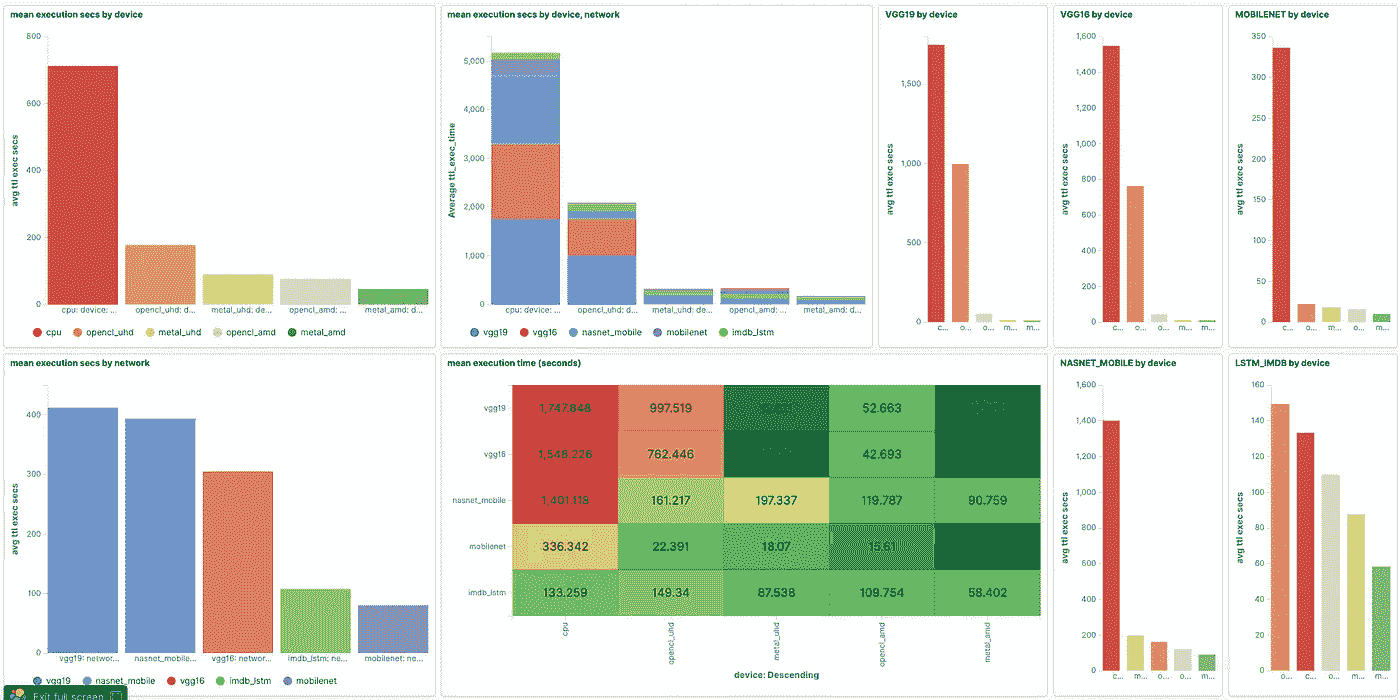 mean execution secs by device
avg ttl exec secs
800
600
400
200
0
cpu: device: ...
opencl_uhd: d...
metal_uhd: de...
opencl_amd: ...
metal_amd: d...
cpu
opencl_uhd
metal_uhd
opencl_amd
metal_amd
mean execution secs by device, network
Average ttl_exec_time
5,000
4,000
3,000
2,000
1,000
0
cpu: device: ...
opencl_uhd: d...
metal_uhd: d...
opencl_amd: ...
metal_amd: d...
vgg19
vgg16
nasnet_mobile
mobilenet
imdb_lstm
VGG19 by device
avg ttl exec secs
1,500
1,000
500
0
c...
o...
o...
m...
m...
VGG16 by device
avg ttl exec secs
1,600
1,400
1,200
1,000
800
600
400
200
0
c...
o...
o...
m...
m...
MOBILENET by device
avg ttl exec secs
350
300
250
200
150
100
50
0
c...
o...
m...
o...
m...
mean execution secs by network
avg ttl exec secs
400
300
200
100
0
vgg19: networ...
nasnet_mobile...
vgg16: networ...
imdb_lstm: ne...
mobilenet: ne...
vgg19
nasnet_mobile
vgg16
imdb_lstm
mobilenet
Exit full screen
mean execution time (seconds)
vgg19
997.519
52.663
vgg16
762.446
42.693
nasnet_mobile
161.217
197.337
119.787
90.759
mobilenet
336.342
22.391
18.07
15.61
imdb_lstm
133.259
149.34
87.538
109.754
58.402
cpu
opencl_uhd
metal_uhd
opencl_amd
metal_amd
device: Descending
NASNET_MOBILE by device
avg ttl exec secs
1,600
1,400
1,200
1,000
800
600
400
200
0
c...
m...
o...
o...
m...
LSTM_IMDB by device
avg ttl exec secs
160
140
120
100
80
60
40
20
0
o...
c...
o...
m...
m...